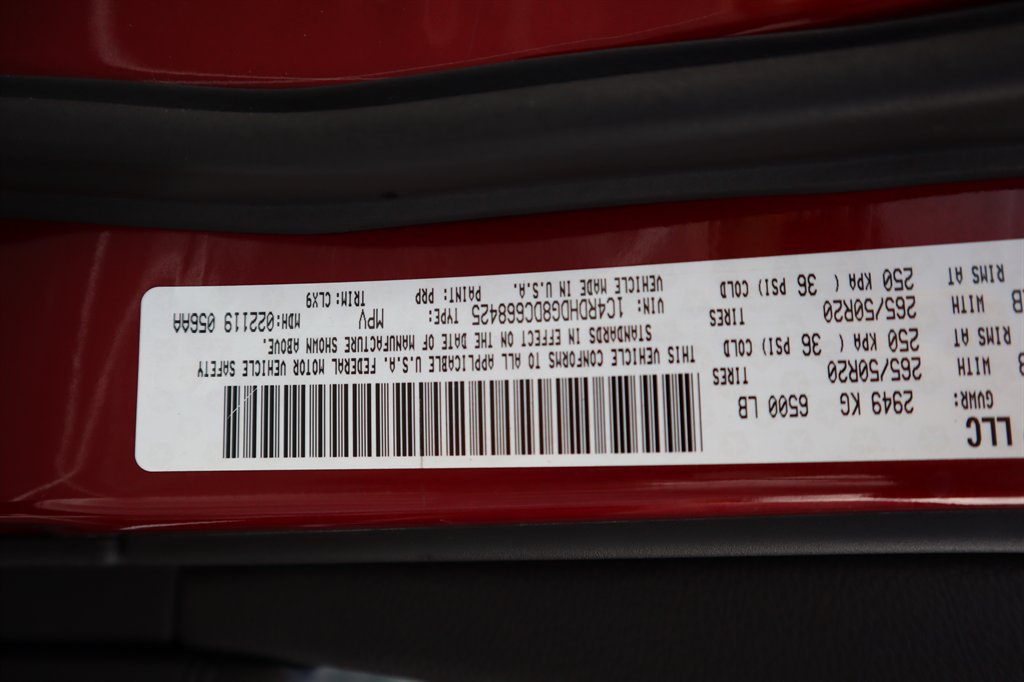 LLC
GVWR: 2949 KG 6500 LB
B WITH 265/50R20 TIRES
RIMS AT 250 KPA ( 36 PSI) COLD
LB WITH 265/50R20 TIRES
RIMS AT 250 KPA ( 36 PSI) COLD
THIS VEHICLE CONFORMS TO ALL APPLICABLE U.S.A. FEDERAL MOTOR VEHICLE SAFETY
STANDARDS IN EFFECT ON THE DATE OF MANUFACTURE SHOWN ABOVE.
VIN: 1C4RDHDG6DC668425 TYPE: MPV MDH:022119 056AA
VEHICLE MADE IN U.S.A. PAINT: PRP TRIM: CLX9